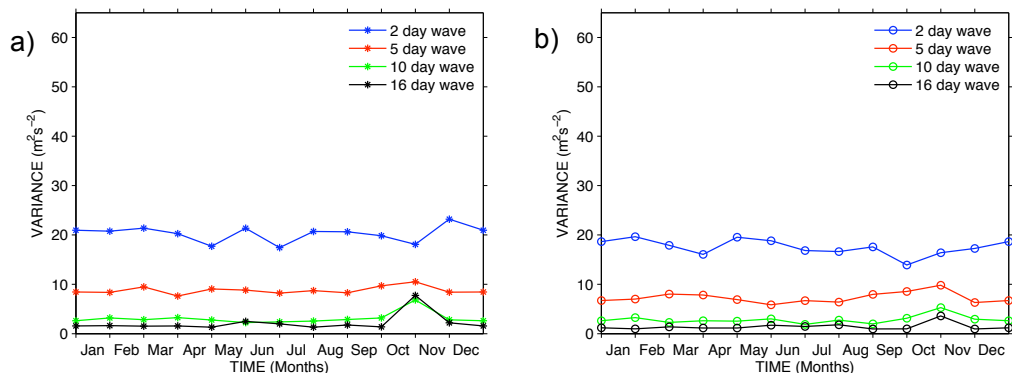 a)
2 day wave
5 day wave
10 day wave
16 day wave
VARIANCE (m²s⁻²)
60
50
40
30
20
10
0
Jan Feb Mar Apr May Jun Jul Aug Sep Oct Nov Dec
TIME (Months)
b)
2 day wave
5 day wave
10 day wave
16 day wave
VARIANCE (m²s⁻²)
60
50
40
30
20
10
0
Jan Feb Mar Apr May Jun Jul Aug Sep Oct Nov Dec
TIME (Months)